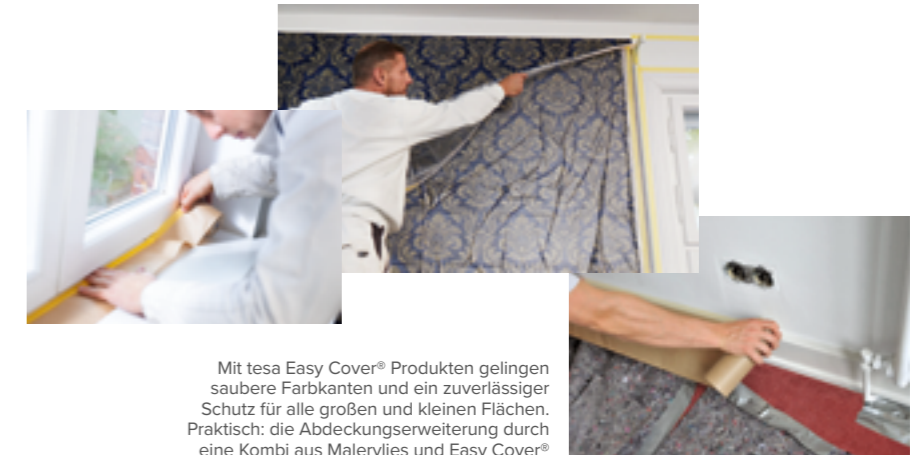 Mit tesa Easy Cover® Produkten gelingen
saubere Farbkanten und ein zuverlässiger
Schutz für alle großen und kleinen Flächen.
Praktisch: die Abdeckungserweiterung durch
eine Kombi aus Malervlies und Easy Cover®